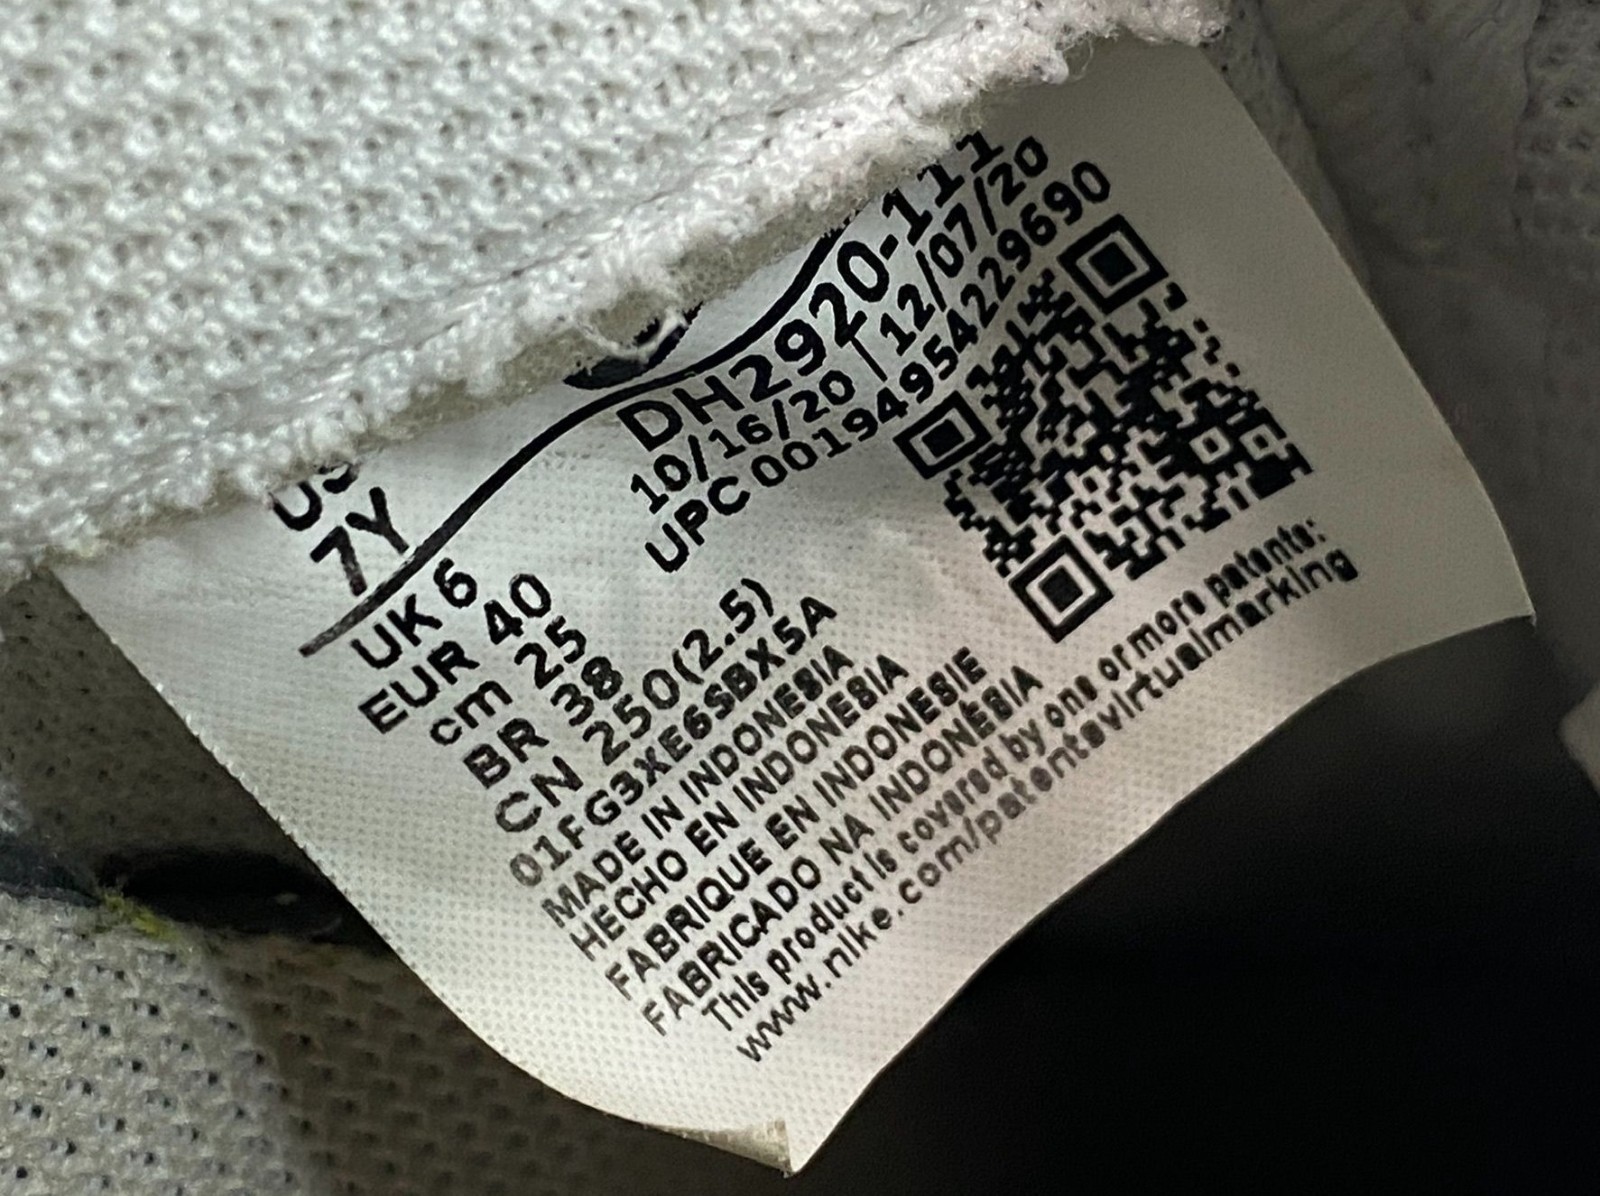 US
7Y
UK 6
EUR 40
cm 25
BR 38
CN 250(2.5)
DH2920-111
10/16/20 | 12/07/20
UPC 00194954229690
01FG3XE6SBX5A
MADE IN INDONESIA
HECHO EN INDONESIA
FABRIQUE EN INDONESIE
FABRICADO NA INDONÉSIA
This product is covered by one or more patents:
www.nike.com/patentsvirtualmarking